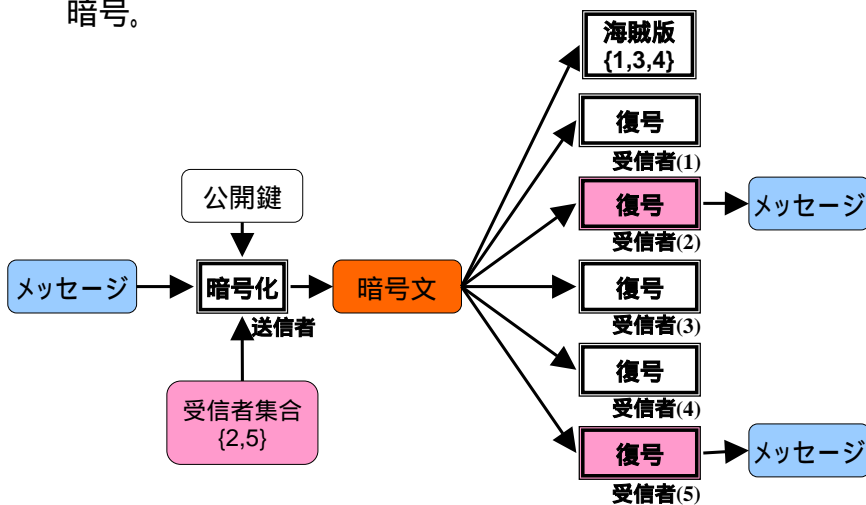 暗号。
海賊版
{1,3,4}
復号
受信者(1)
公開鍵
復号
メッセージ
受信者(2)
メッセージ
暗号化
暗号文
復号
送信者
受信者(3)
復号
受信者集合
{2,5}
受信者(4)
復号
メッセージ
受信者(5)